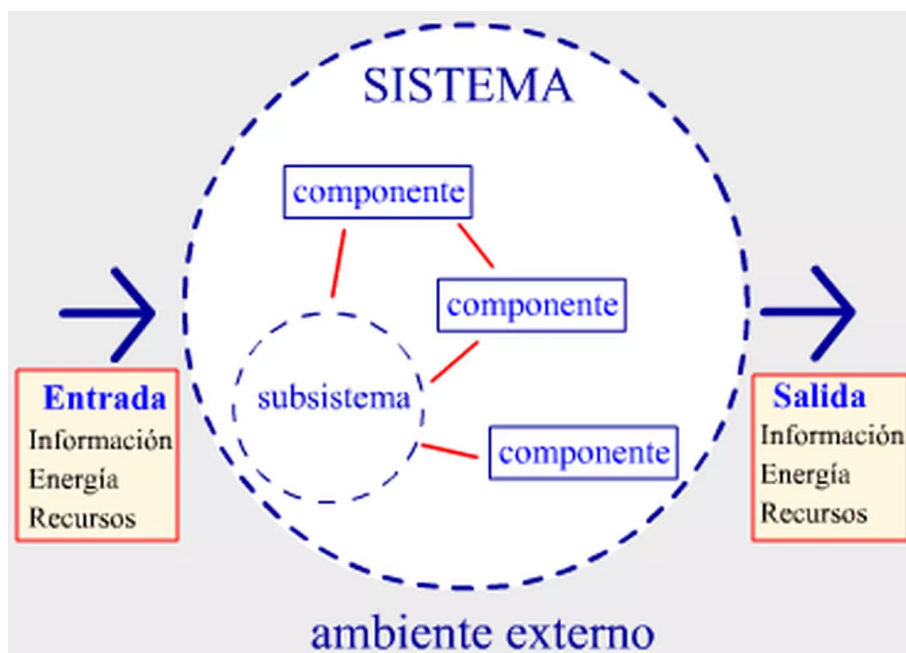 SISTEMA
componente
componente
subsistema
componente
Entrada
Información
Energía
Recursos
Salida
Información
Energía
Recursos
ambiente externo